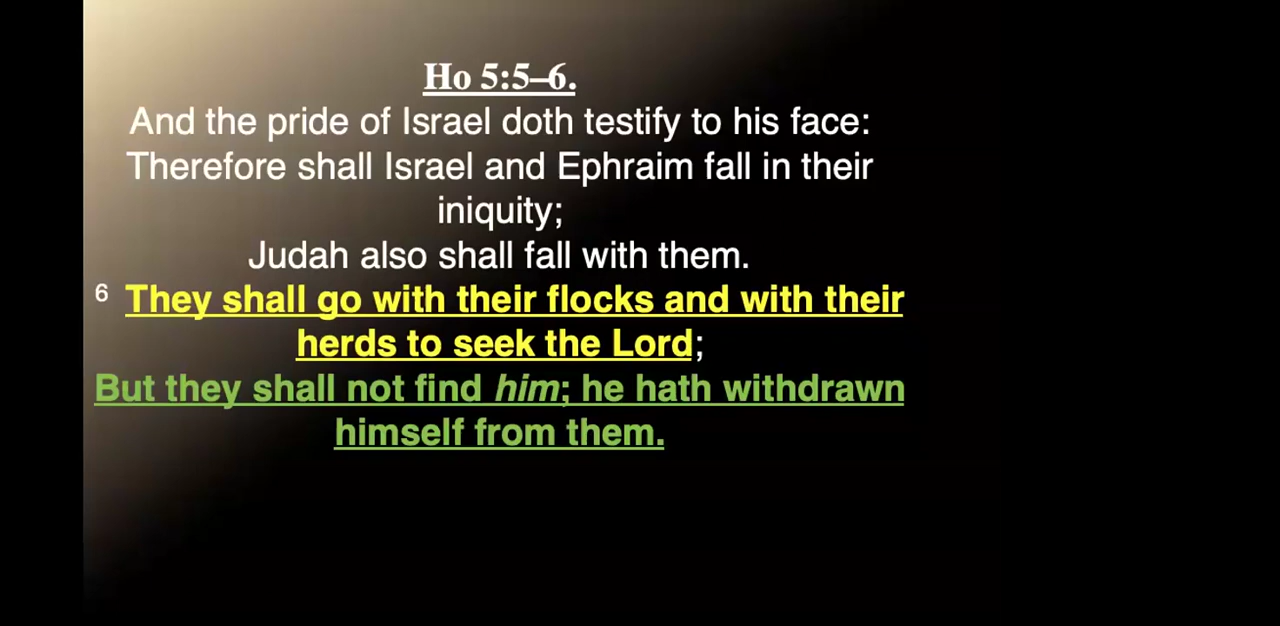 Ho 5:5–6.
And the pride of Israel doth testify to his face:
Therefore shall Israel and Ephraim fall in their
iniquity;
Judah also shall fall with them.
6 They shall go with their flocks and with their
herds to seek the Lord;
But they shall not find him; he hath withdrawn
himself from them.